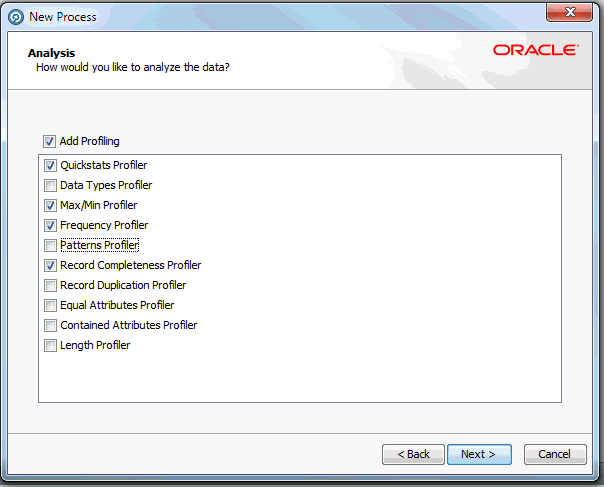 New Process
Analysis
How would you like to analyze the data?
ORACLE
Add Profiling
Quickstats Profiler
Data Types Profiler
Max/Min Profiler
Frequency Profiler
Patterns Profiler
Record Completeness Profiler
Record Duplication Profiler
Equal Attributes Profiler
Contained Attributes Profiler
Length Profiler
< Back
Next >
Cancel